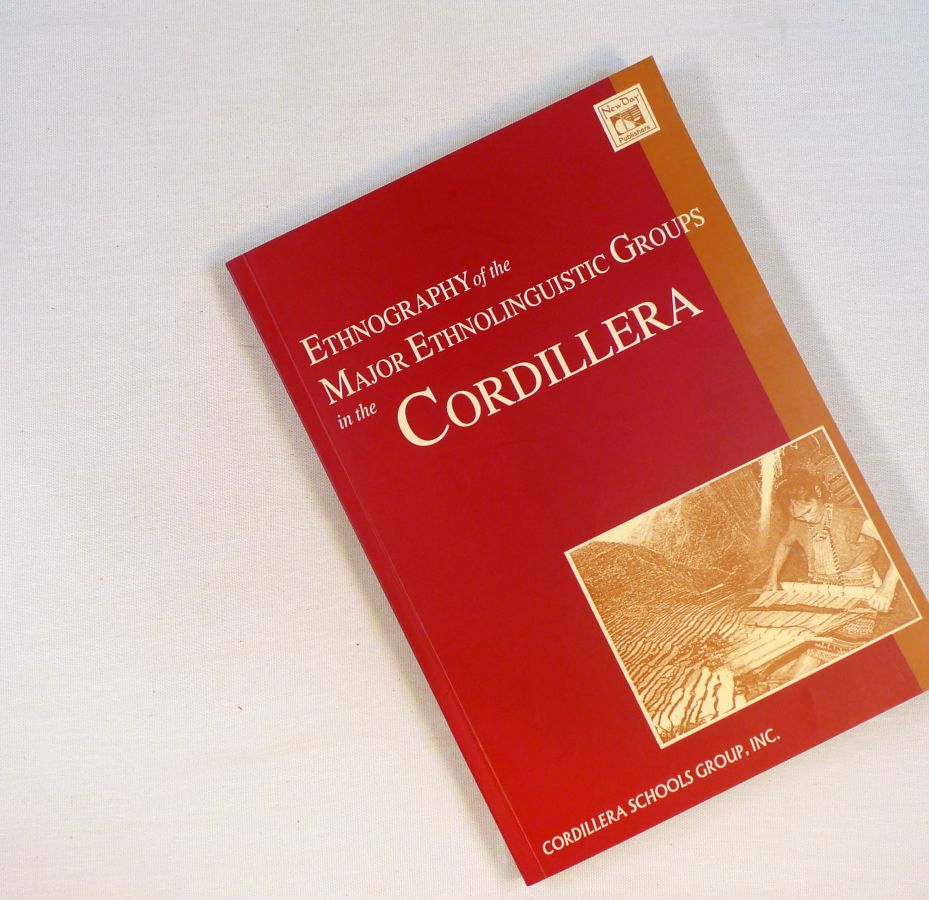 New Day
Publishers
ETHNOGRAPHY of the
MAJOR ETHNOLINGUISTIC GROUPS
in the CORDILLERA
CORDILLERA SCHOOLS GROUP, INC.